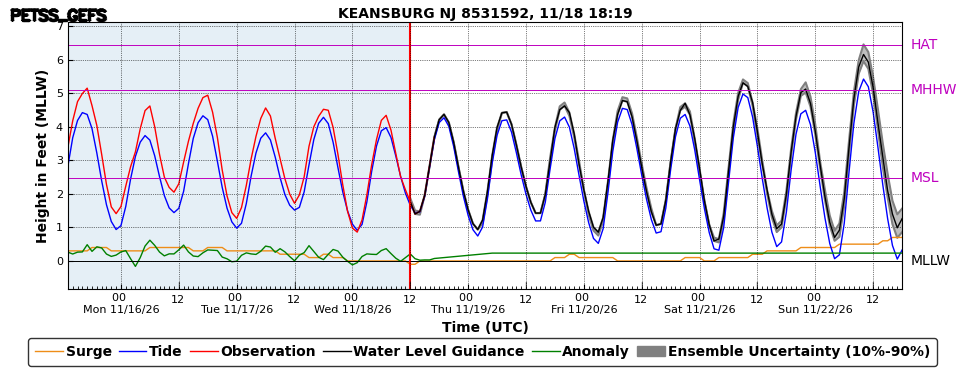 PETSS_GEFS
KEANSBURG NJ 8531592, 11/18 18:19
Height in Feet (MLLW)
7
6
5
4
3
2
1
0
HAT
MHHW
MSL
MLLW
00 12 00 12 00 12 00 12 00 12 00 12 00 12
Mon 11/16/26 Tue 11/17/26 Wed 11/18/26 Thu 11/19/26 Fri 11/20/26 Sat 11/21/26 Sun 11/22/26
Time (UTC)
Surge Tide Observation Water Level Guidance Anomaly Ensemble Uncertainty (10%-90%)